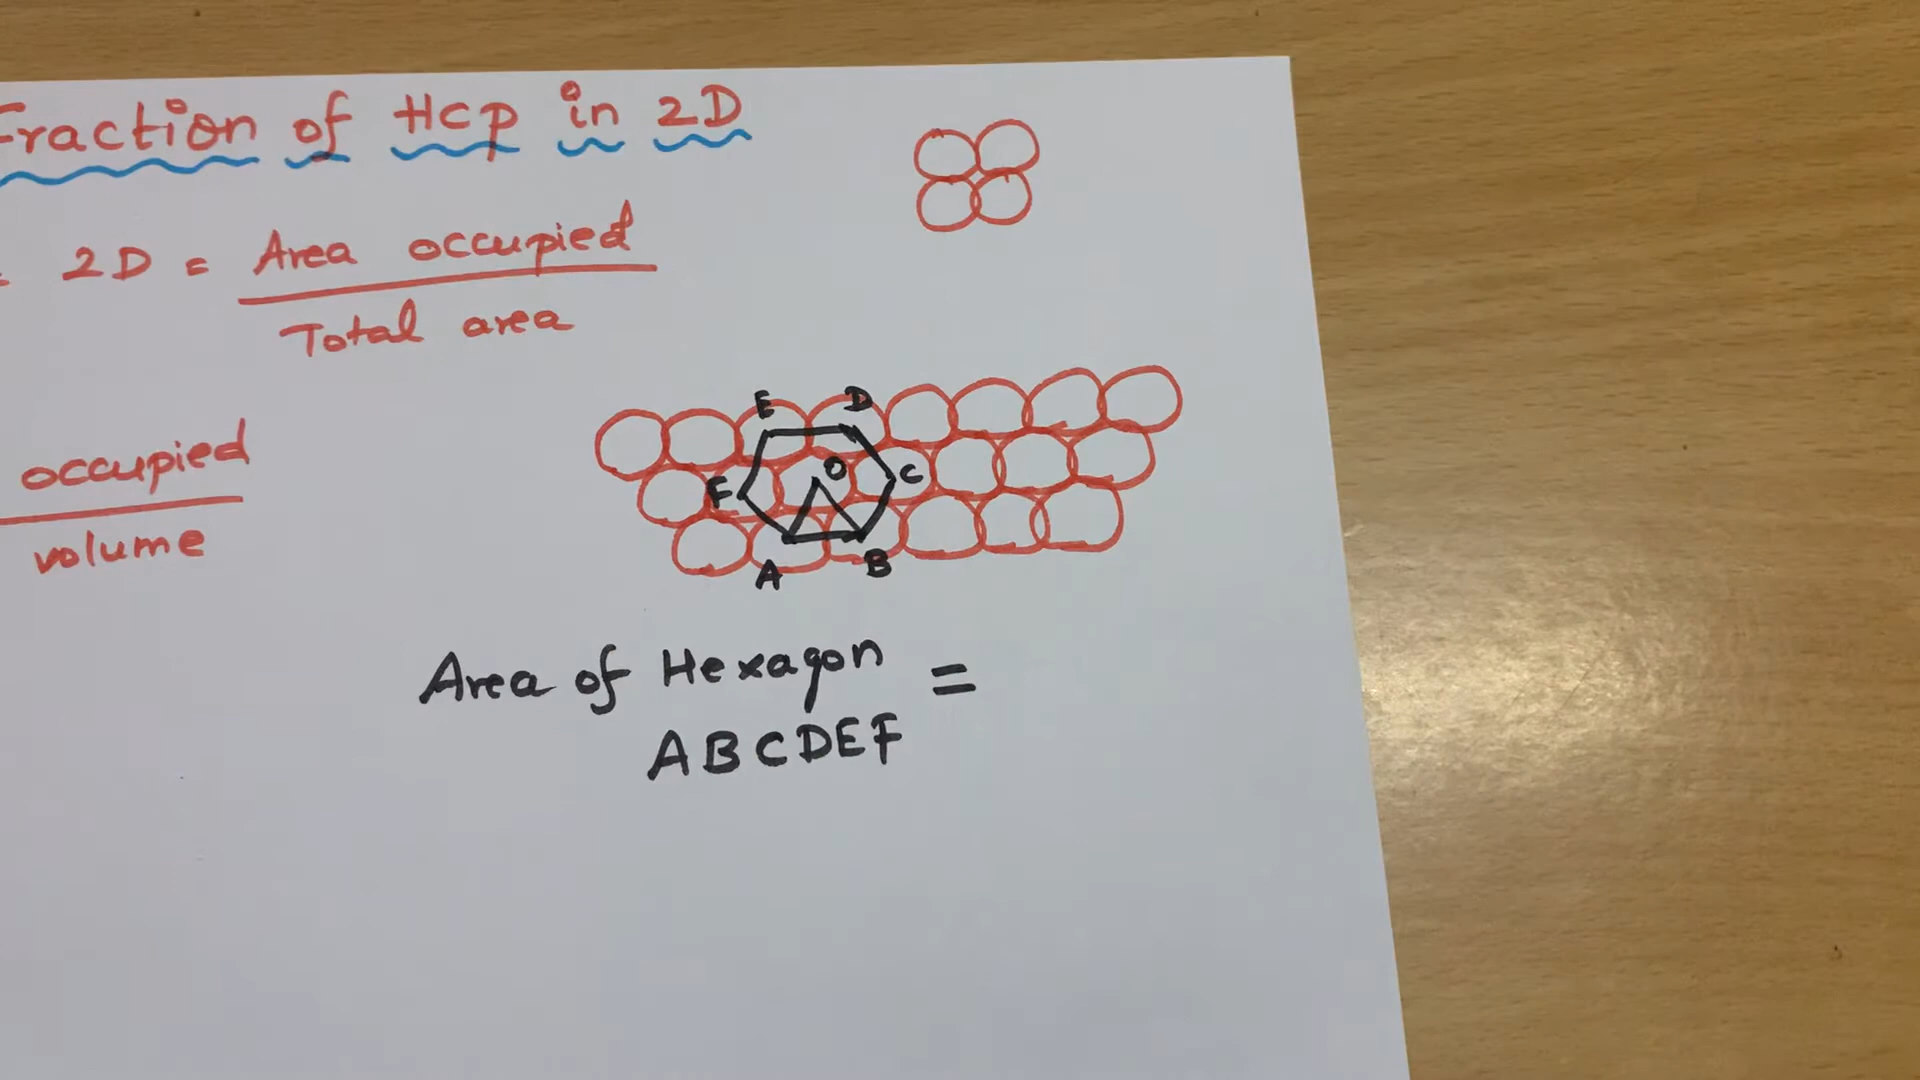 Fraction of Hcp in 2D
2D = Area occupied
Total area
occupied
volume
E D
F O C
A B
Area of Hexagon =
ABCDEF